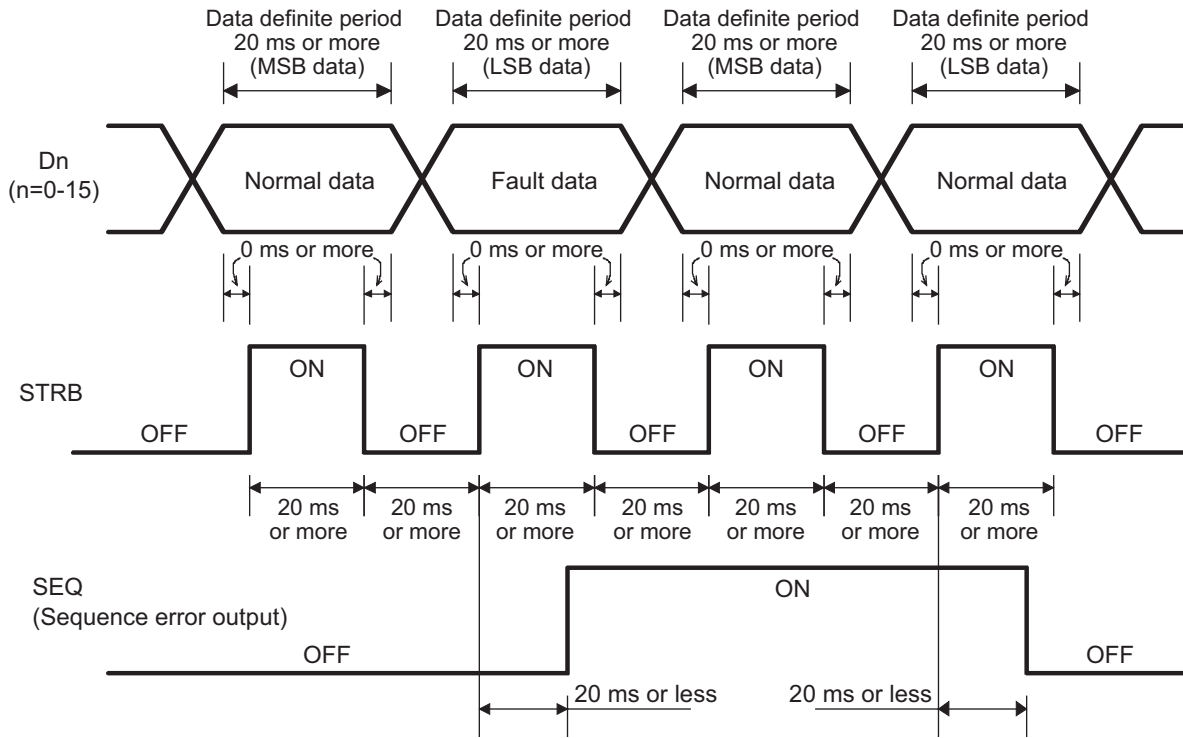 Data definite period
20 ms or more
(MSB data)
Data definite period
20 ms or more
(LSB data)
Data definite period
20 ms or more
(MSB data)
Data definite period
20 ms or more
(LSB data)
Dn
(n=0-15)
Normal data
Fault data
Normal data
Normal data
0 ms or more
0 ms or more
0 ms or more
0 ms or more
STRB
OFF
ON
OFF
ON
OFF
ON
OFF
ON
OFF
20 ms
or more
20 ms
or more
20 ms
or more
20 ms
or more
20 ms
or more
20 ms
or more
20 ms
or more
SEQ
(Sequence error output)
OFF
ON
OFF
20 ms or less
20 ms or less